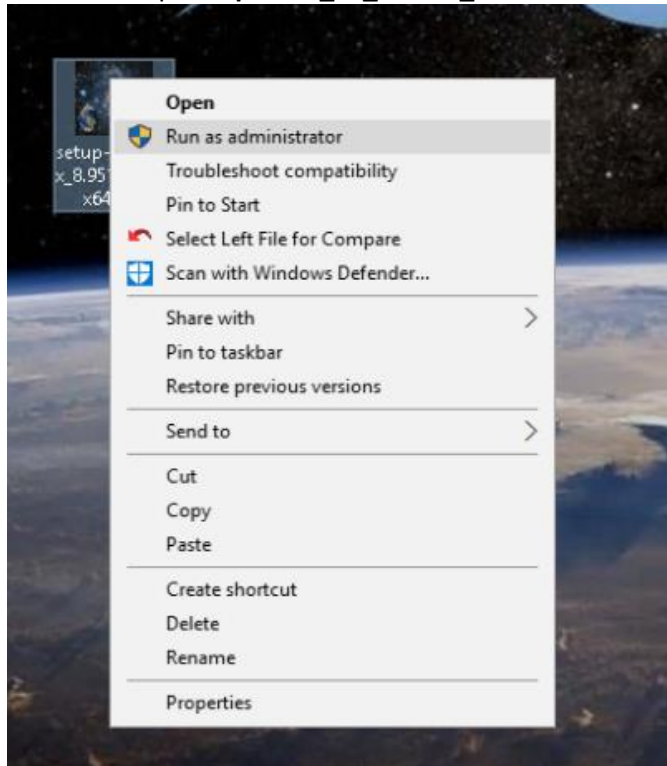 setup-
x_8.951
x64
Open
Run as administrator
Troubleshoot compatibility
Pin to Start
Select Left File for Compare
Scan with Windows Defender...
Share with
Pin to taskbar
Restore previous versions
Send to
Cut
Copy
Paste
Create shortcut
Delete
Rename
Properties